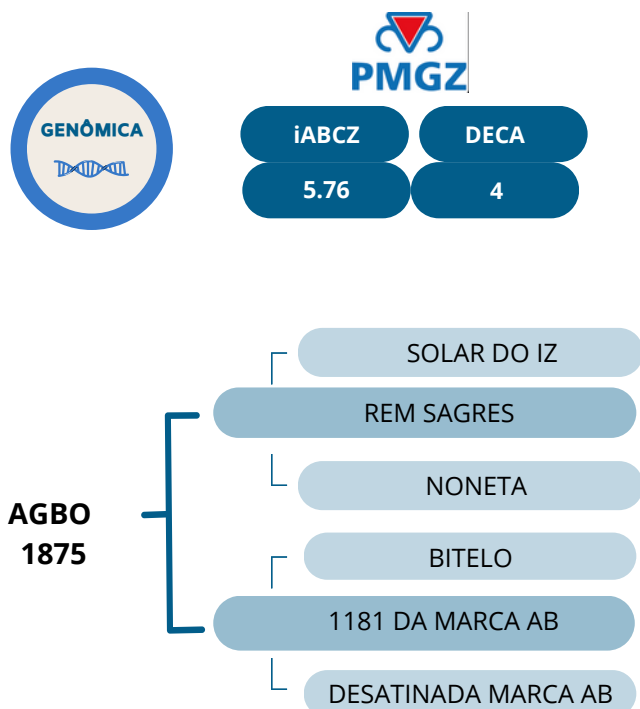 PMGZ
GENÔMICA
iABCZ
DECA
5.76
4
SOLAR DO IZ
REM SAGRES
NONETA
AGBO
1875
BITELO
1181 DA MARCA AB
DESATINADA MARCA AB